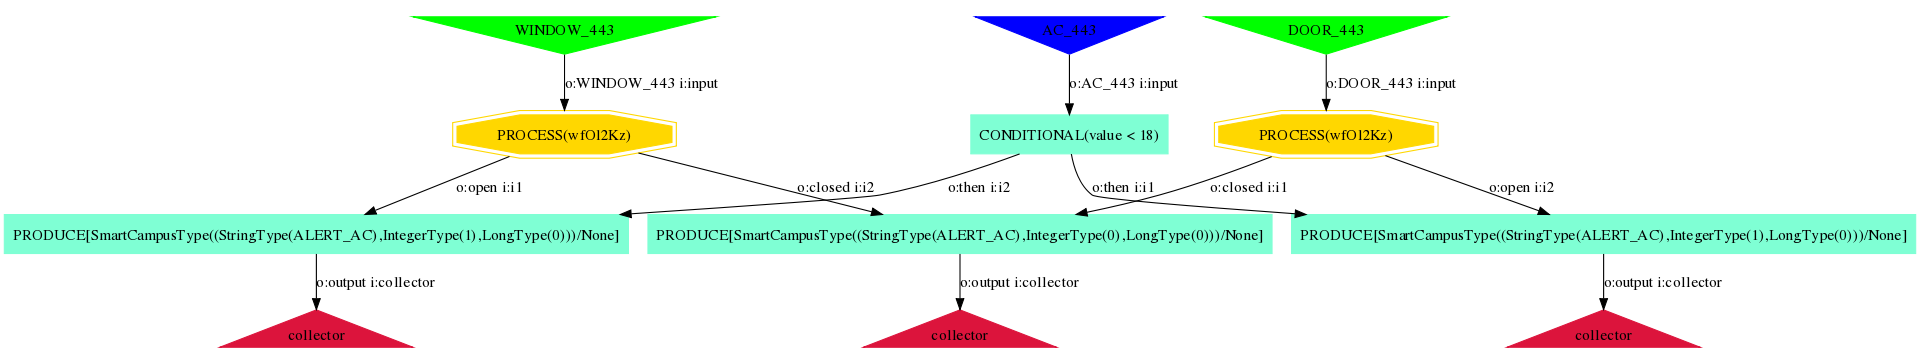 WINDOW_443
AC_443
DOOR_443
o:WINDOW_443 i:input
o:AC_443 i:input
o:DOOR_443 i:input
PROCESS(wfOl2Kz)
CONDITIONAL(value < 18)
PROCESS(wfOl2Kz)
o:open i:i1
o:closed i:i2
o:then i:i2
o:then i:i1
o:closed i:i1
o:open i:i2
PRODUCE[SmartCampusType((StringType(ALERT_AC),IntegerType(1),LongType(0)))/None]
PRODUCE[SmartCampusType((StringType(ALERT_AC),IntegerType(0),LongType(0)))/None]
PRODUCE[SmartCampusType((StringType(ALERT_AC),IntegerType(1),LongType(0)))/None]
o:output i:collector
o:output i:collector
o:output i:collector
collector
collector
collector